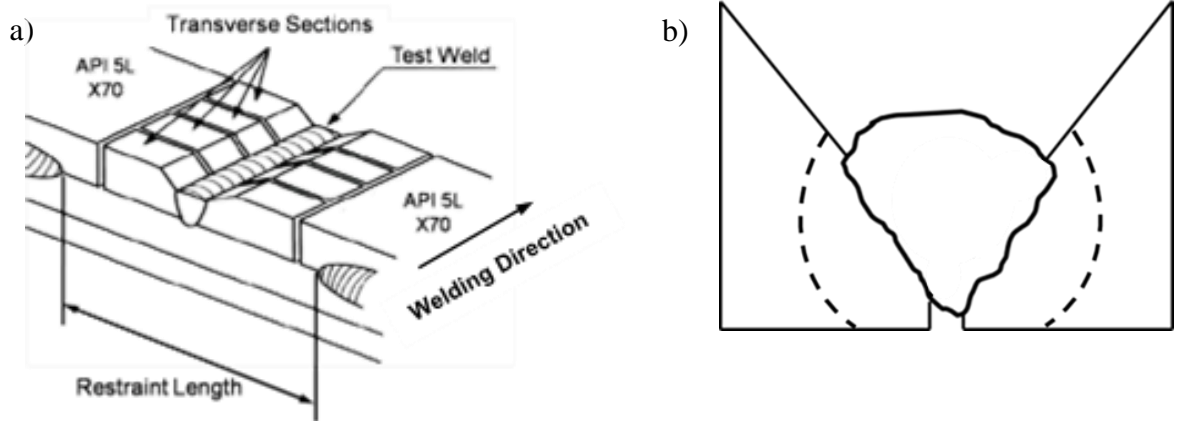 a)
Transverse Sections
Test Weld
API 5L
X70
API 5L
X70
Welding Direction
Restraint Length
b)